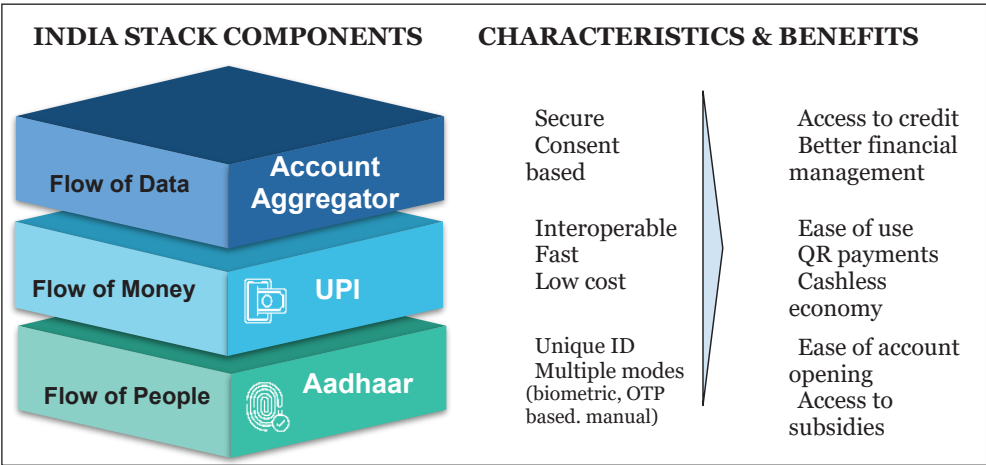 INDIA STACK COMPONENTS
CHARACTERISTICS & BENEFITS
Flow of Data
Account
Aggregator
Secure
Consent
based
Access to credit
Better financial
management
Flow of Money
UPI
Interoperable
Fast
Low cost
Ease of use
QR payments
Cashless
economy
Flow of People
Aadhaar
Unique ID
Multiple modes
(biometric, OTP
based. manual)
Ease of account
opening
Access to
subsidies